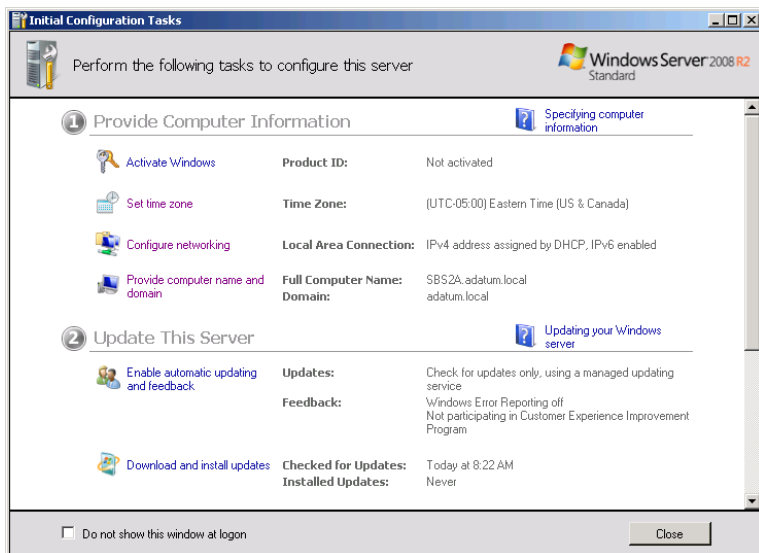 Initial Configuration Tasks
Perform the following tasks to configure this server
Windows Server 2008 R2
Standard
1 Provide Computer Information
Specifying computer
information
Activate Windows Product ID: Not activated
Set time zone Time Zone: (UTC-05:00) Eastern Time (US & Canada)
Configure networking Local Area Connection: IPv4 address assigned by DHCP, IPv6 enabled
Provide computer name and Full Computer Name: SBS2A.adatum.local
domain Domain: adatum.local
2 Update This Server
Updating your Windows
server
Enable automatic updating Updates: Check for updates only, using a managed updating
and feedback service
Feedback: Windows Error Reporting off
Not participating in Customer Experience Improvement
Program
Download and install updates Checked for Updates: Today at 8:22 AM
Installed Updates: Never
Do not show this window at logon Close